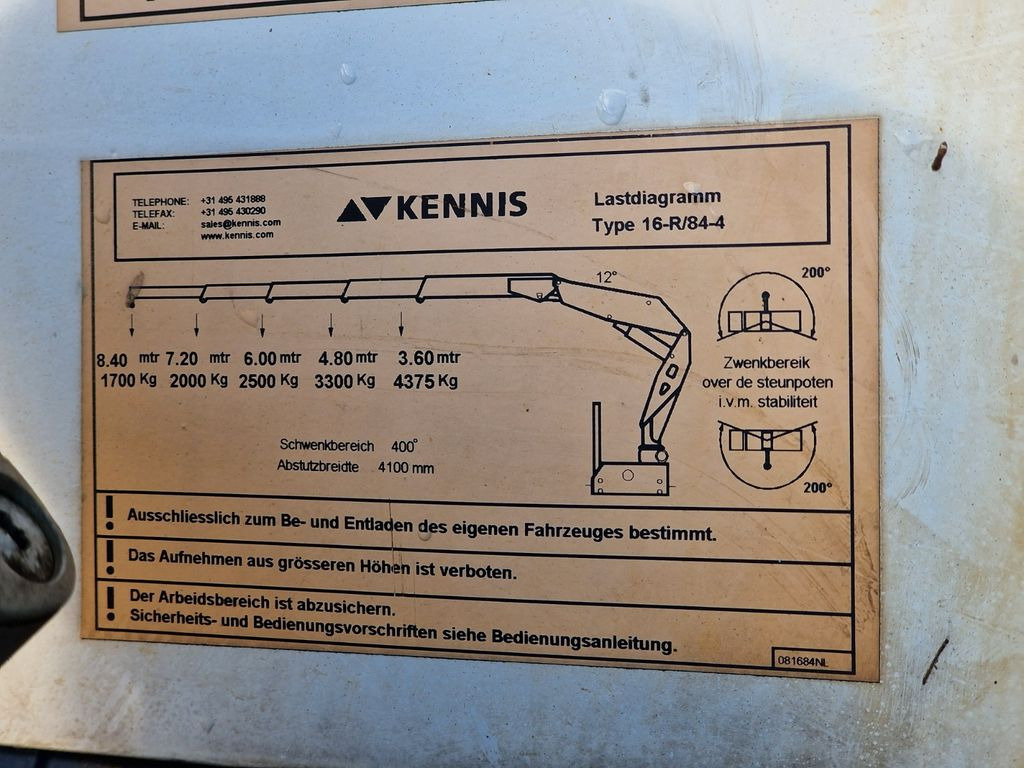 TELEPHONE: +31 495 431888
TELEFAX: +31 495 430290
E-MAIL: sales@kennis.com
www.kennis.com
KENNIS
Lastdiagramm
Type 16-R/84-4
12°
200°
8.40 mtr 7.20 mtr 6.00 mtr 4.80 mtr 3.60 mtr
1700 Kg 2000 Kg 2500 Kg 3300 Kg 4375 Kg
Zwenkbereik
over de steunpoten
i.v.m. stabiliteit
200°
Schwenkbereich 400°
Abstutzbreidte 4100 mm
! Ausschliesslich zum Be- und Entladen des eigenen Fahrzeuges bestimmt.
! Das Aufnehmen aus grösseren Höhen ist verboten.
! Der Arbeidsbereich ist abzusichern.
Sicherheits- und Bedienungsvorschriften siehe Bedienungsanleitung.
081684NL